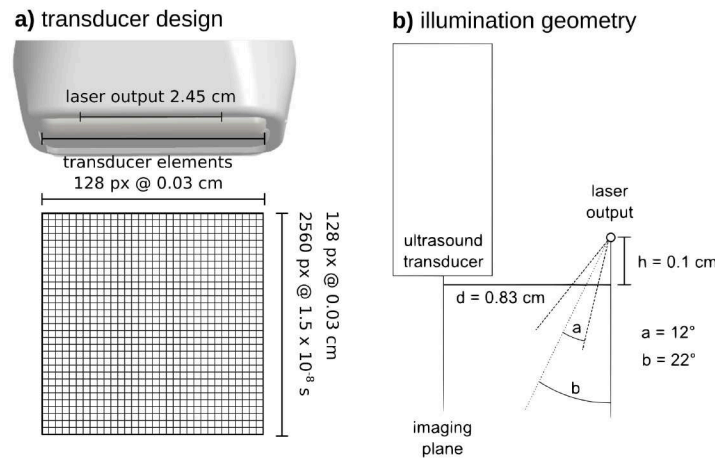 a) transducer design
laser output 2.45 cm
transducer elements
128 px @ 0.03 cm
128 px @ 0.03 cm
2560 px @ 1.5 x 10⁻⁸ s
b) illumination geometry
laser
output
ultrasound
transducer
h = 0.1 cm
d = 0.83 cm
a
a = 12°
b = 22°
b
imaging
plane